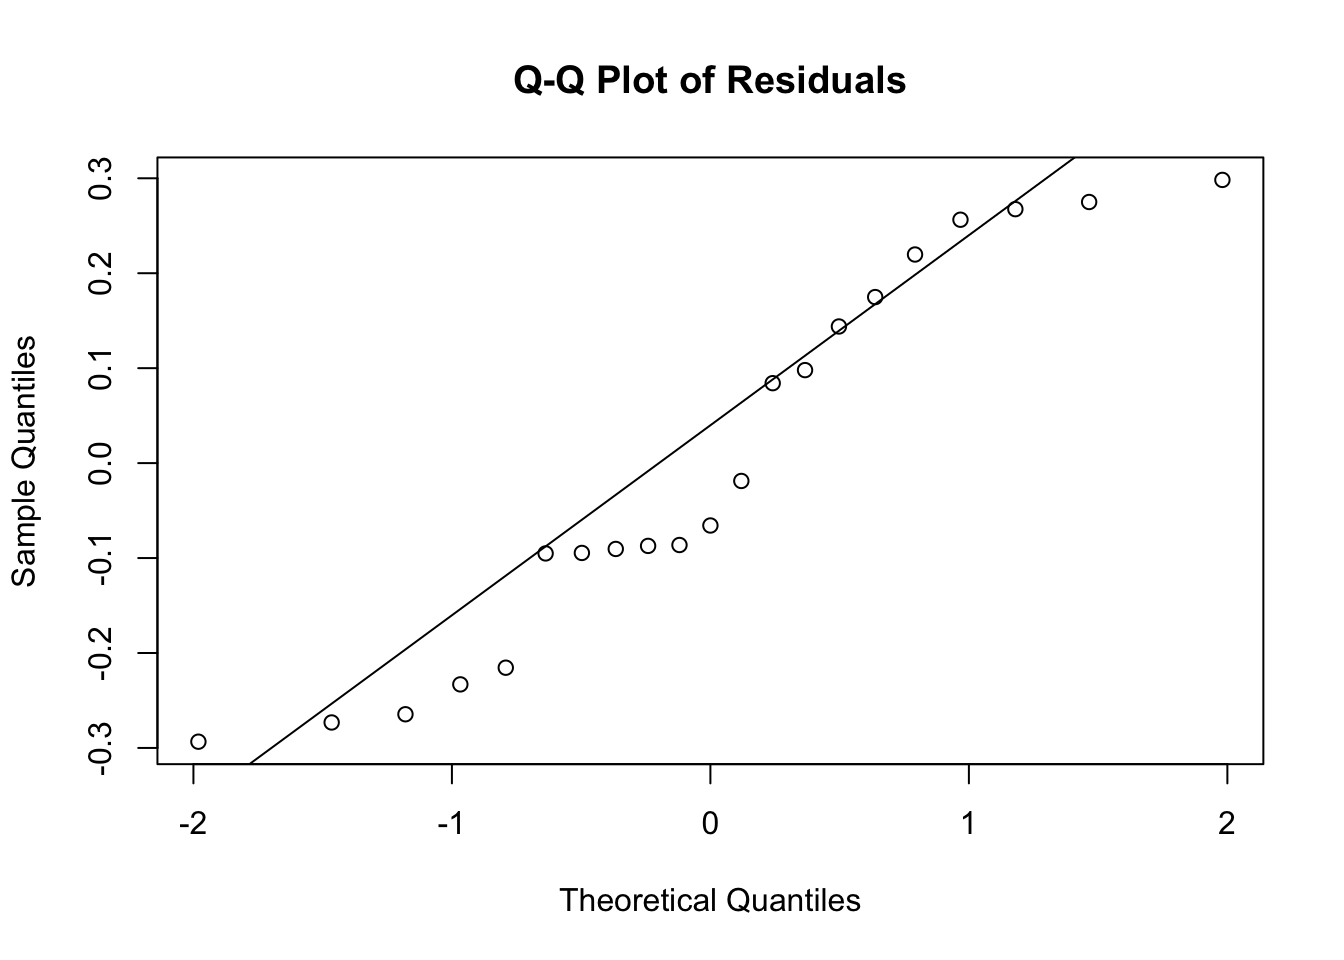 Q-Q Plot of Residuals
Sample Quantiles
0.3
0.2
0.1
0.0
-0.1
-0.2
-0.3
-2 -1 0 1 2
Theoretical Quantiles